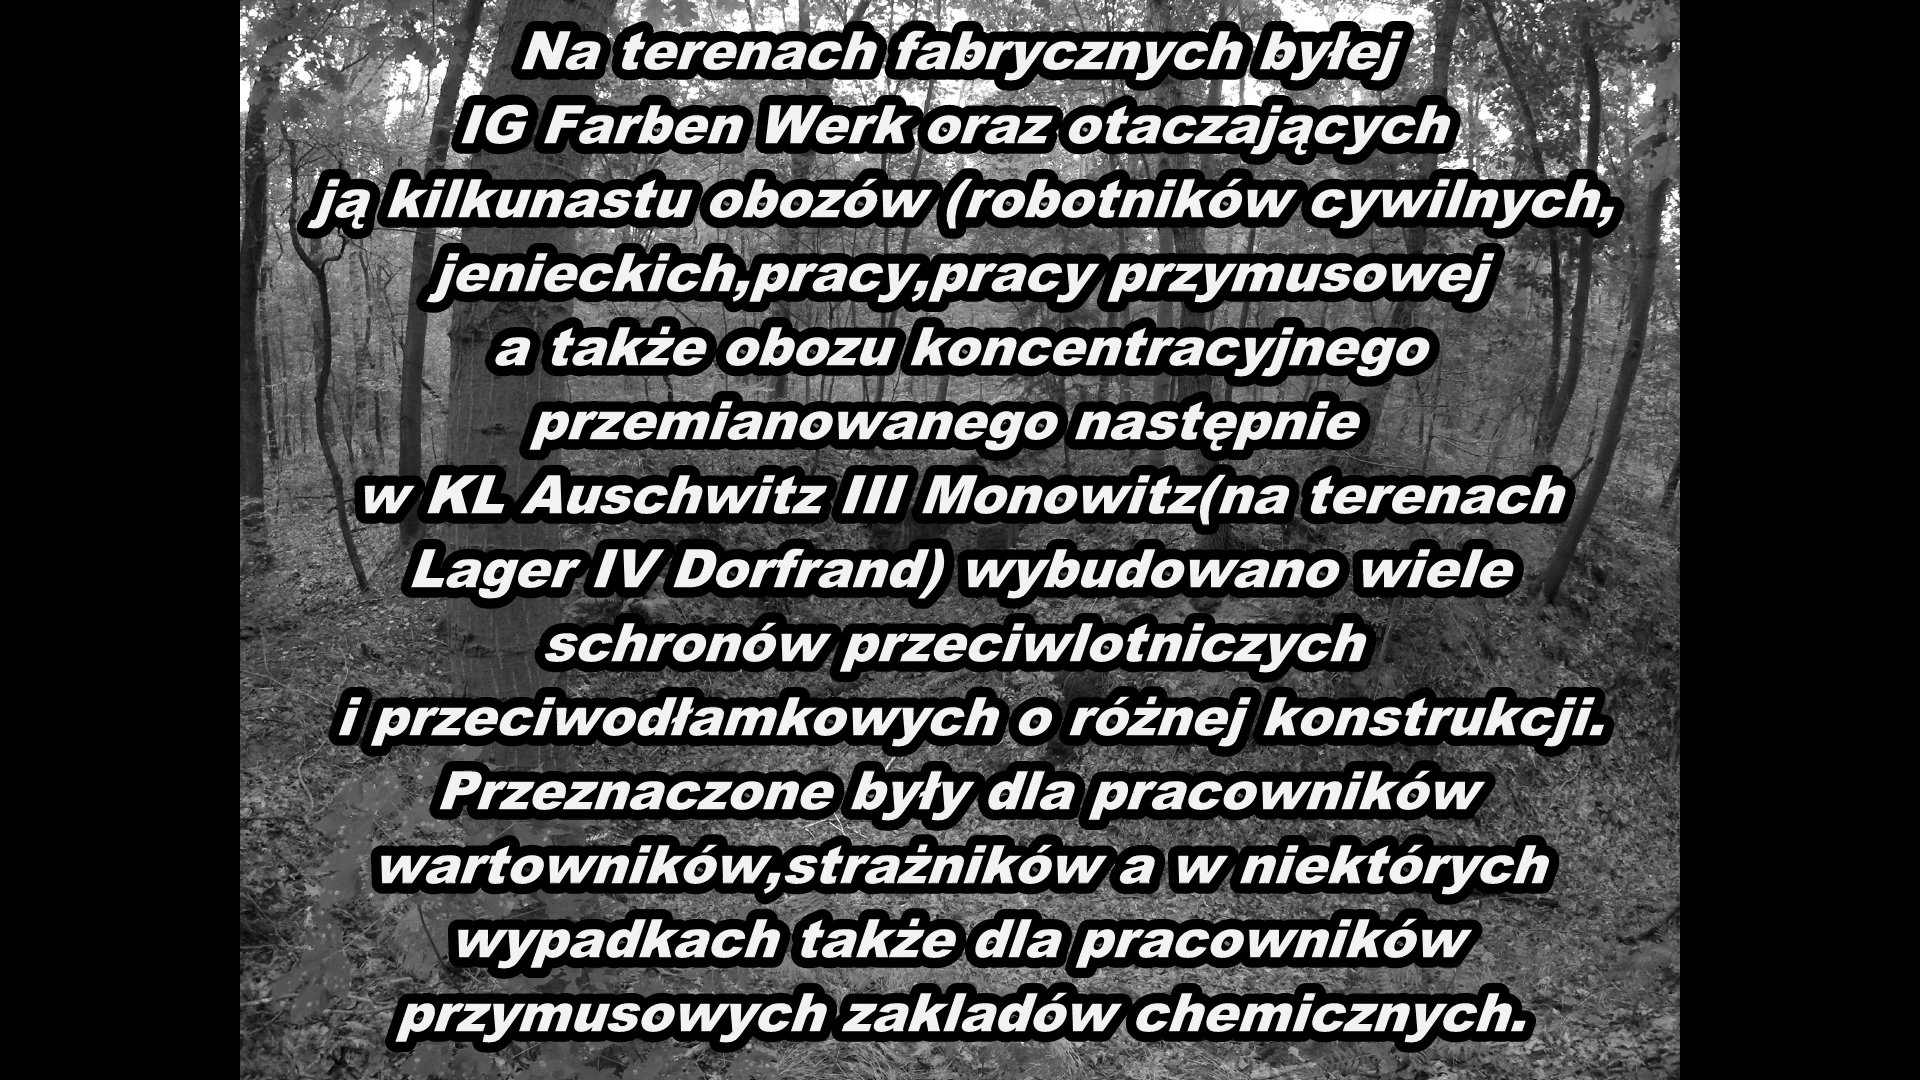 Na terenach fabrycznych byłej
IG Farben Werk oraz otaczających
ją kilkunastu obozów (robotników cywilnych,
jenieckich,pracy,pracy przymusowej
a także obozu koncentracyjnego
przemianowanego następnie
w KL Auschwitz III Monowitz(na terenach
Lager IV Dorfrand) wybudowano wiele
schronów przeciwlotniczych
i przeciwodłamkowych o różnej konstrukcji.
Przeznaczone były dla pracowników
wartowników,strażników a w niektórych
wypadkach także dla pracowników
przymusowych zakladów chemicznych.